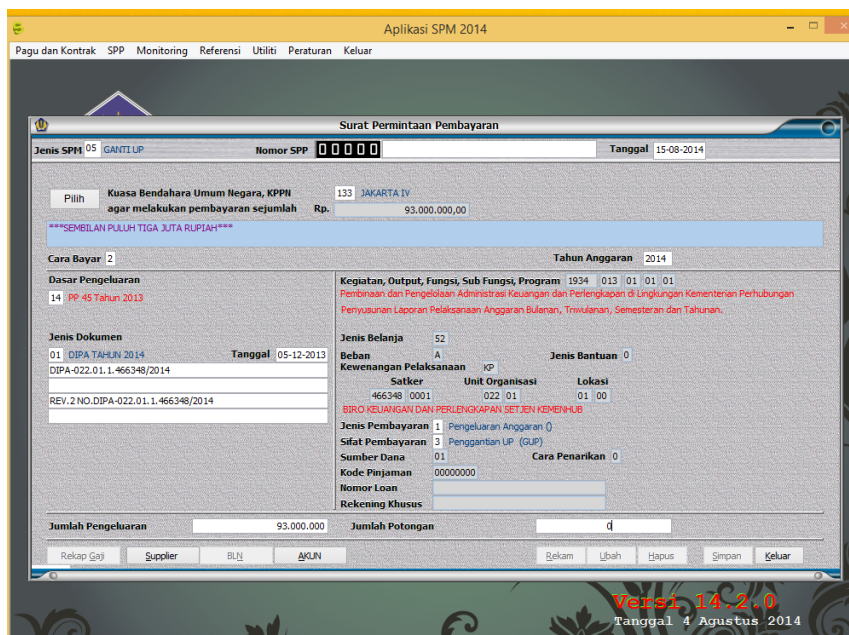 Aplikasi SPM 2014
Pagu dan Kontrak SPP Monitoring Referensi Utiliti Peraturan Keluar
Surat Permintaan Pembayaran
Jenis SPM 05 GANTI UP Nomor SPP 00000 Tanggal 15-08-2014
Pilih Kuasa Bendahara Umum Negara, KPPN 133 JAKARTA IV
agar melakukan pembayaran sejumlah Rp. 93.000.000,00
***SEMBILAN PULUH TIGA JUTA RUPIAH***
Cara Bayar 2 Tahun Anggaran 2014
Dasar Pengeluaran
14 PP 45 Tahun 2013
Jenis Dokumen
01 DIPA TAHUN 2014 Tanggal 05-12-2013
DIPA-022.01.1.466348/2014
REV.2 NO.DIPA-022.01.1.466348/2014
Kegiatan, Output, Fungsi, Sub Fungsi, Program 1934 013 01 01 01
Pembinaan dan Pengelolaan Administrasi Keuangan dan Perlengkapan di Lingkungan Kementerian Perhubungan
Penyusunan Laporan Pelaksanaan Anggaran Bulanan, Triwulanan, Semesteran dan Tahunan.
Jenis Belanja 52
Beban A Jenis Bantuan 0
Kewenangan Pelaksanaan KP
Satker Unit Organisasi Lokasi
466348 0001 022 01 01 00
BIRO KEUANGAN DAN PERLENGKAPAN SETJEN KEMENHUB
Jenis Pembayaran 1 Pengeluaran Anggaran ()
Sifat Pembayaran 3 Penggantian UP (GUP)
Sumber Dana 01 Cara Penarikan 0
Kode Pinjaman 00000000
Nomor Loan
Rekening Khusus
Jumlah Pengeluaran 93.000.000 Jumlah Potongan 0
Rekap Gaji Supplier BLN AKUN Rekam Ubah Hapus Simpan Keluar
Versi 14.2.0
Tanggal 4 Agustus 2014